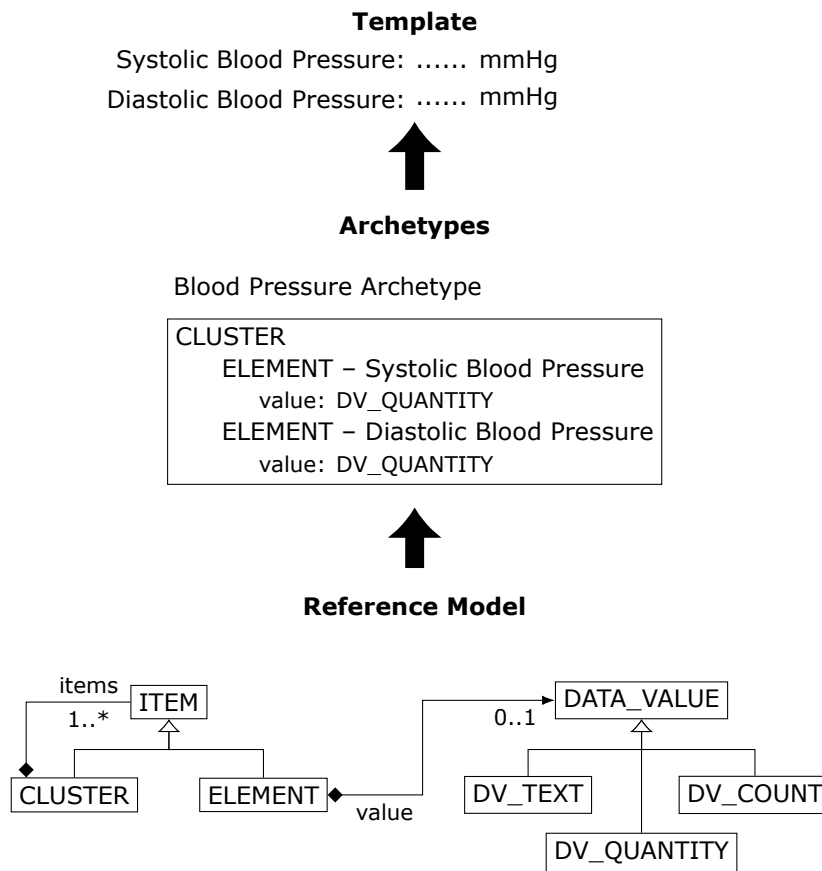 Template
Systolic Blood Pressure: ...... mmHg
Diastolic Blood Pressure: ...... mmHg
Archetypes
Blood Pressure Archetype
CLUSTER
ELEMENT – Systolic Blood Pressure
value: DV_QUANTITY
ELEMENT – Diastolic Blood Pressure
value: DV_QUANTITY
Reference Model
items
ITEM
1..*
CLUSTER
ELEMENT
value
DATA_VALUE
0..1
DV_TEXT
DV_COUNT
DV_QUANTITY